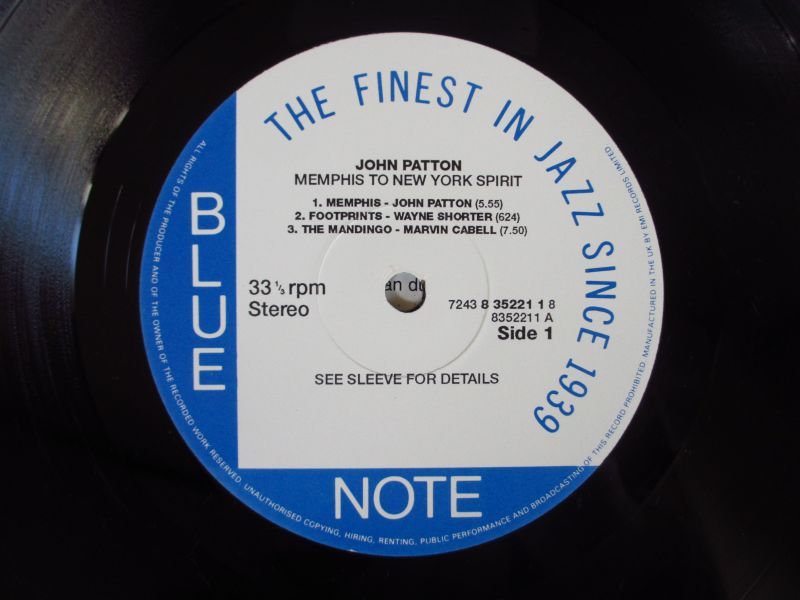 THE FINEST IN JAZZ SINCE 1939
JOHN PATTON
MEMPHIS TO NEW YORK SPIRIT
1. MEMPHIS - JOHN PATTON (5.55)
2. FOOTPRINTS - WAYNE SHORTER (624)
3. THE MANDINGO - MARVIN CABELL (7.50)
33 ⅓ rpm
Stereo
an du
7243 8 35221 1 8
8352211 A
Side 1
SEE SLEEVE FOR DETAILS
BLUE
NOTE
ALL RIGHTS OF THE PRODUCER AND OF THE OWNER OF THE RECORDED WORK RESERVED. UNAUTHORISED COPYING, HIRING, RENTING, PUBLIC PERFORMANCE AND BROADCASTING OF THIS RECORD PROHIBITED. MANUFACTURED IN THE UK BY EMI RECORDS LIMITED